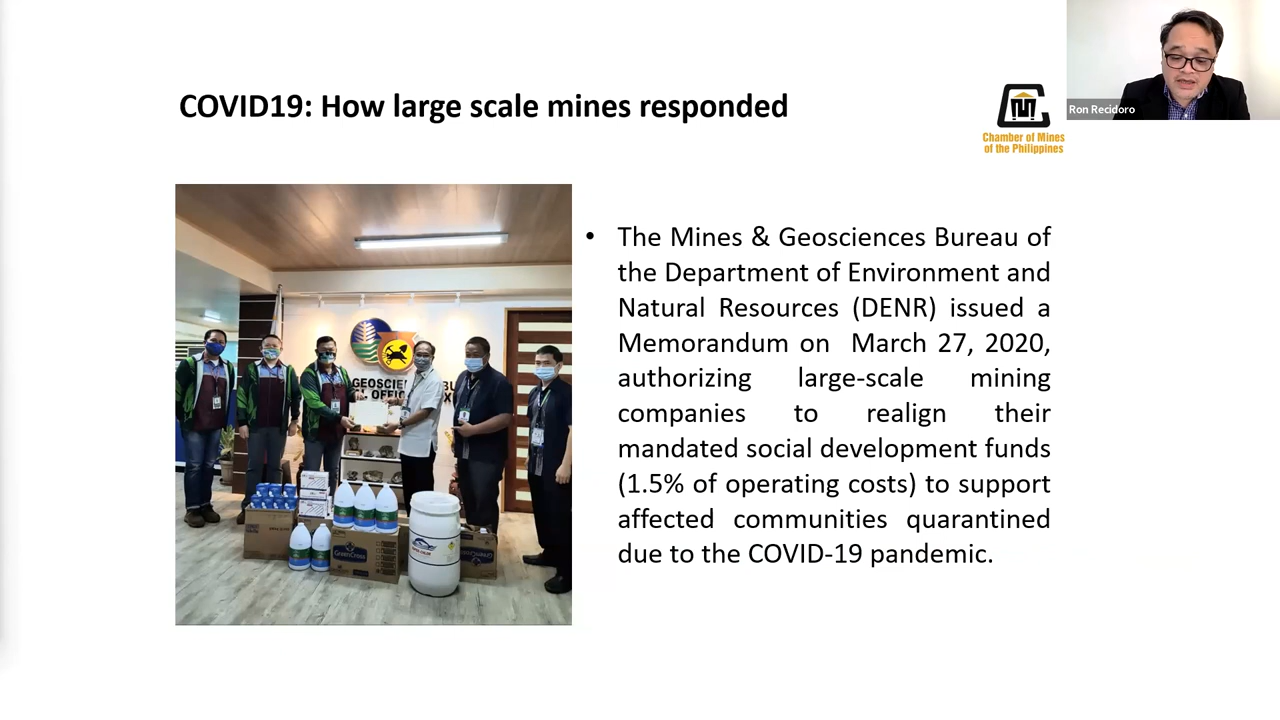 COVID19: How large scale mines responded
Chamber of Mines
of the Philippines
Ron Recidoro
• The Mines & Geosciences Bureau of
the Department of Environment and
Natural Resources (DENR) issued a
Memorandum on March 27, 2020,
authorizing large-scale mining
companies to realign their
mandated social development funds
(1.5% of operating costs) to support
affected communities quarantined
due to the COVID-19 pandemic.
GreenCross